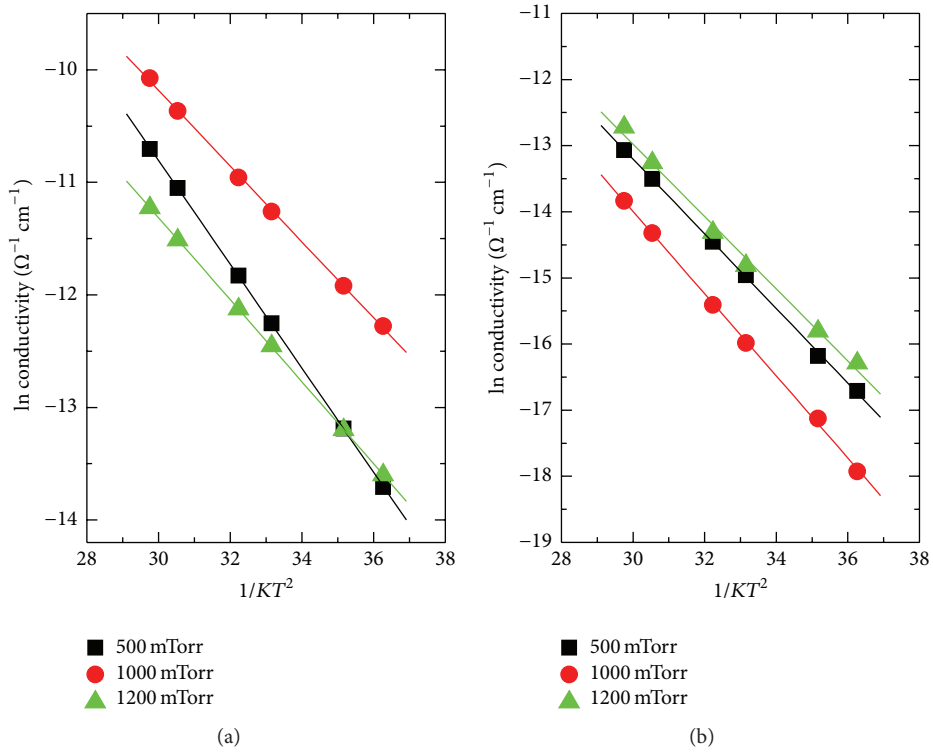 −10
−11
−12
−13
−14
ln conductivity (Ω⁻¹ cm⁻¹)
28 30 32 34 36 38
1/KT²
500 mTorr
1000 mTorr
1200 mTorr
(a)
−11
−12
−13
−14
−15
−16
−17
−18
−19
ln conductivity (Ω⁻¹ cm⁻¹)
28 30 32 34 36 38
1/KT²
500 mTorr
1000 mTorr
1200 mTorr
(b)